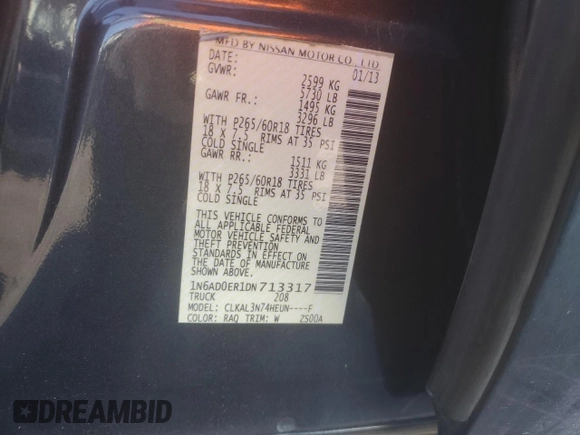 MFD BY NISSAN MOTOR CO., LTD.
DATE: 01/13
GVWR: 2599 KG
5730 LB
GAWR FR.: 1495 KG
3296 LB
WITH P265/60R18 TIRES
18 X 7.5 RIMS AT 35 PSI
COLD SINGLE
GAWR RR.: 1511 KG
3331 LB
WITH P265/60R18 TIRES
18 X 7.5 RIMS AT 35 PSI
COLD SINGLE
THIS VEHICLE CONFORMS TO
ALL APPLICABLE FEDERAL
MOTOR VEHICLE SAFETY AND
THEFT PREVENTION
STANDARDS IN EFFECT ON THE
DATE OF MANUFACTURE
SHOWN ABOVE.
1N6AD0ER1DN713317
TRUCK 208
MODEL: CLKAL3N74HEUN----F
COLOR: RAQ TRIM: W 2S00A
DREAMBID